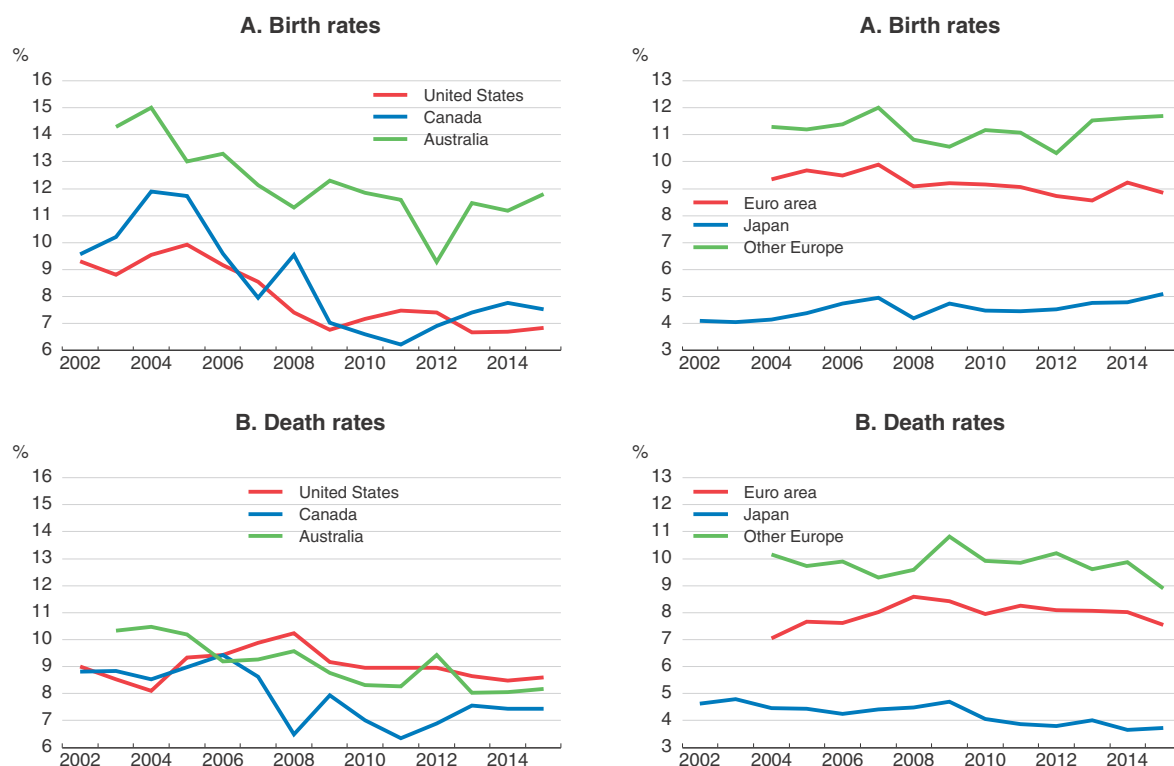 A. Birth rates
%
16
15
14
13
12
11
10
9
8
7
6
United States
Canada
Australia
2002 2004 2006 2008 2010 2012 2014
A. Birth rates
%
13
12
11
10
9
8
7
6
5
4
3
Euro area
Japan
Other Europe
2002 2004 2006 2008 2010 2012 2014
B. Death rates
%
16
15
14
13
12
11
10
9
8
7
6
United States
Canada
Australia
2002 2004 2006 2008 2010 2012 2014
B. Death rates
%
13
12
11
10
9
8
7
6
5
4
3
Euro area
Japan
Other Europe
2002 2004 2006 2008 2010 2012 2014